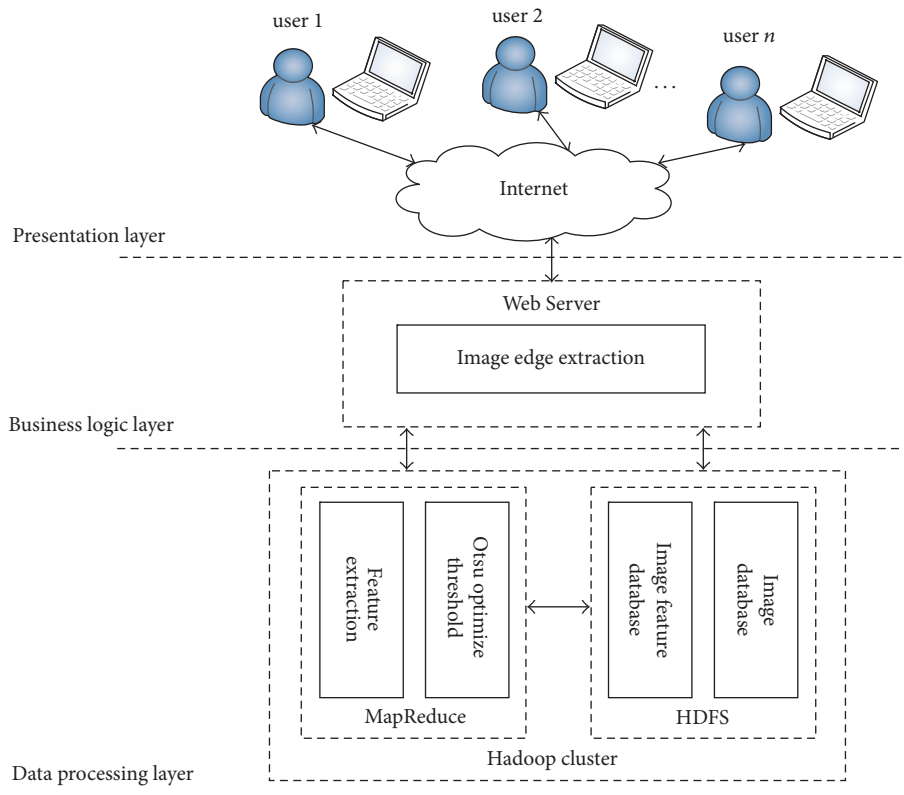 user 1
user 2
user n
…
Internet
Presentation layer
Web Server
Image edge extraction
Business logic layer
Feature
extraction
Otsu optimize
threshold
Image feature
database
Image
database
MapReduce
HDFS
Hadoop cluster
Data processing layer